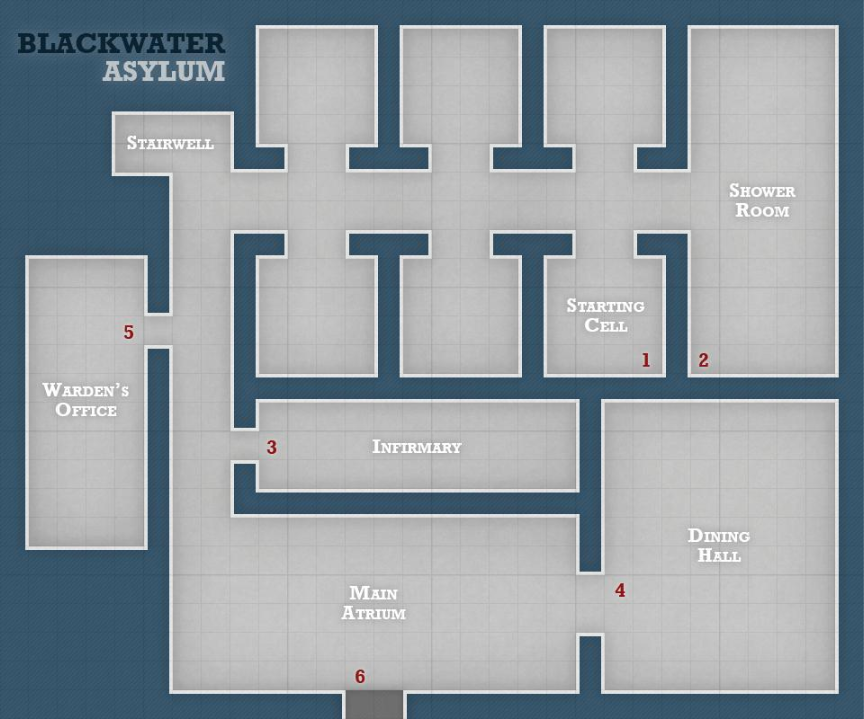 BLACKWATER
ASYLUM
STAIRWELL
SHOWER
ROOM
STARTING
CELL
1
2
5
WARDEN'S
OFFICE
3
INFIRMARY
DINING
HALL
4
MAIN
ATRIUM
6